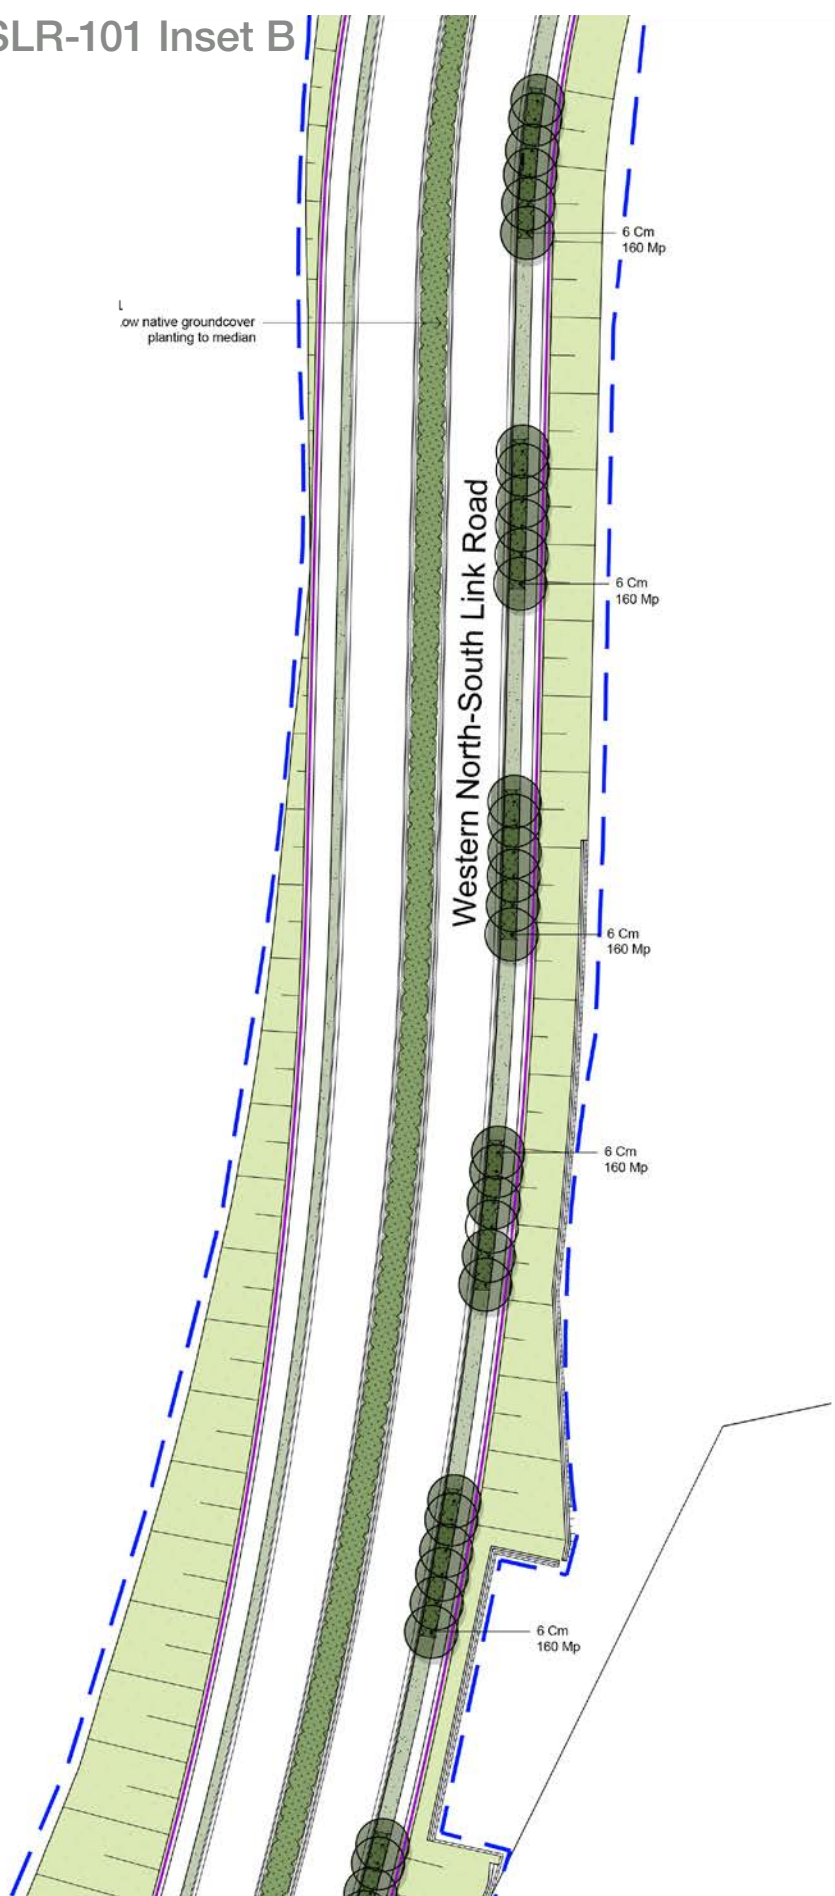 SLR-101 Inset B
6 Cm
160 Mp
L
ow native groundcover
planting to median
Western North-South Link Road
6 Cm
160 Mp
6 Cm
160 Mp
6 Cm
160 Mp
6 Cm
160 Mp